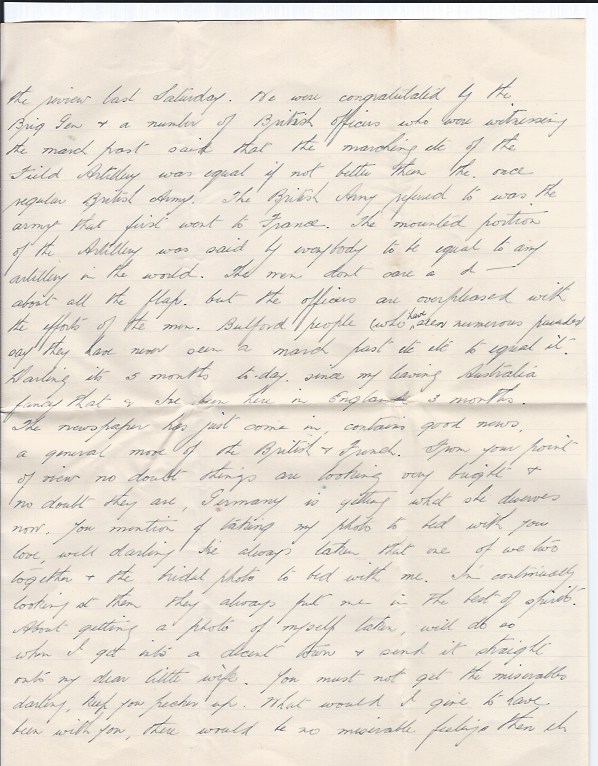 the review last Saturday. We were congratulated by the
Brig Gen & a number of British officers who were witnessing
the march past said that the marching etc of the
Field Artillery was equal if not better then the once
regular British Army. The British Army refered to was the
army that first went to France. The mounted portion
of the Artillery was said by everybody to be equal to any
artillery in the world. The men dont care a d—
about all the flap. but the officers are overpleased with
the efforts of the men. Bulford people (who have seen numerous parades
say they have never seen a march past etc etc to equal it.
Darling its 5 months to-day since my leaving Australia
fancy that & Ive been here in England 3 months.
The newspaper has just come in, contains good news,
a general move of the British & French. From your point
of view no doubt things are looking very bright &
no doubt they are, Germany is getting what she deserves
now. You mention of taking my photo to bed with you
love, well darling Ive always taken that one of we two
together & the bridal photo to bed with me. Im continually
looking at them they always put me in the best of spirits.
About getting a photo of myself taken, will do so
when I get into a decent town & send it straight
onto my dear little wife. You must not get the miserables
darling, keep your pecker up. What would I give to have
been with you, there would be no miserable feelings then eh